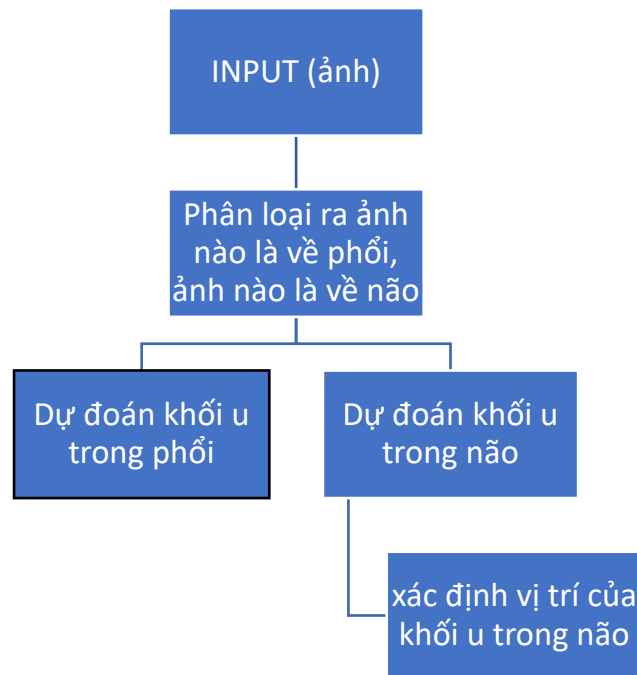 INPUT (ảnh)
Phân loại ra ảnh
nào là về phổi,
ảnh nào là về não
Dự đoán khối u
trong phổi
Dự đoán khối u
trong não
xác định vị trí của
khối u trong não